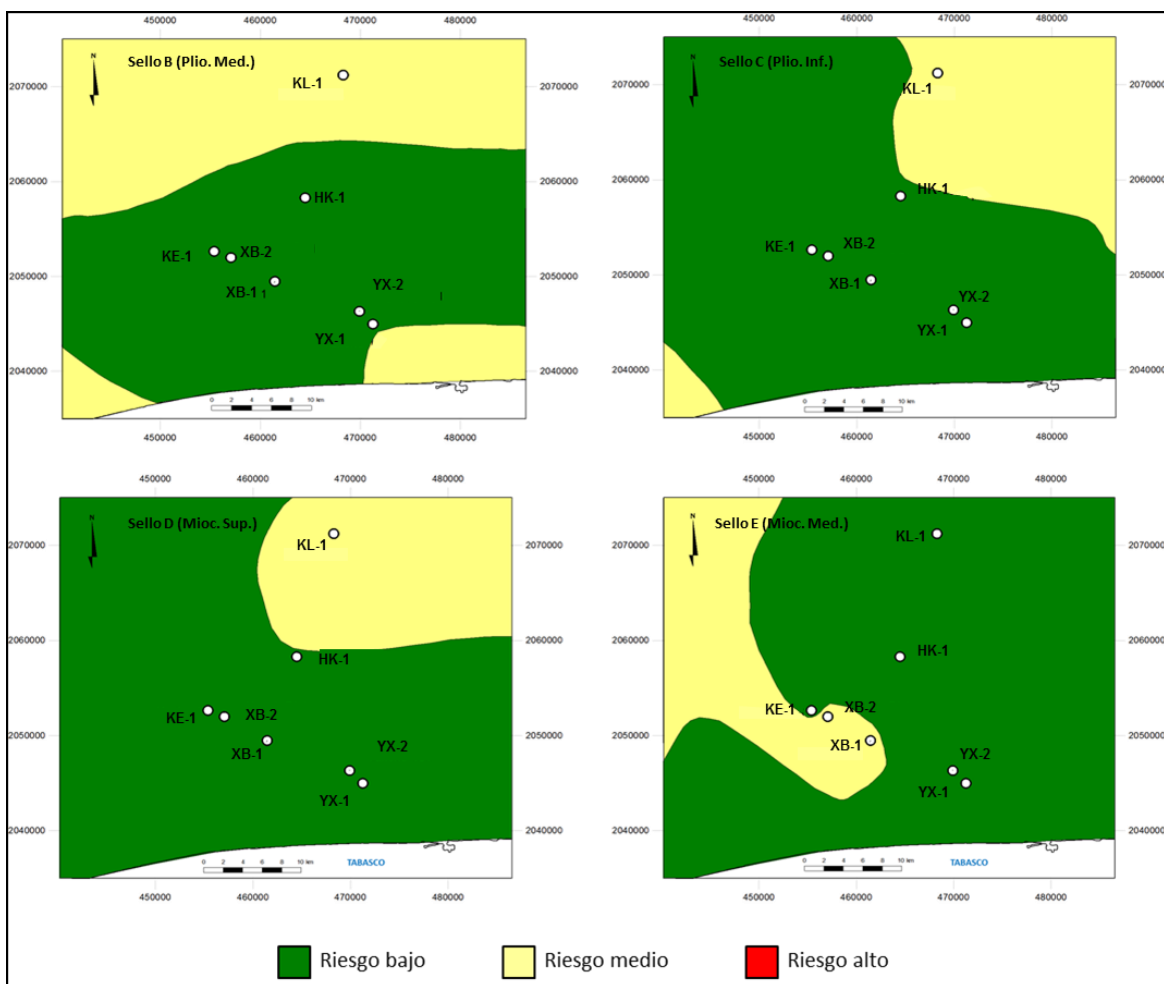 450000 460000 470000 480000
N
Sello B (Plio. Med.)
KL-1
2070000 2070000
2060000 2060000
HK-1
KE-1 XB-2
2050000 2050000
XB-1
YX-2
YX-1
2040000 2040000
0 2 4 6 8 10 km
450000 460000 470000 480000
450000 460000 470000 480000
N
Sello C (Plio. Inf.)
KL-1
2070000 2070000
2060000 2060000
HK-1
KE-1 XB-2
2050000 2050000
XB-1
YX-2
YX-1
2040000 2040000
0 2 4 6 8 10 km
450000 460000 470000 480000
450000 460000 470000 480000
N
Sello D (Mioc. Sup.)
KL-1
2070000 2070000
2060000 2060000
HK-1
KE-1 XB-2
2050000 2050000
XB-1
YX-2
YX-1
2040000 2040000
0 2 4 6 8 10 km
TABASCO
450000 460000 470000 480000
450000 460000 470000 480000
N
Sello E (Mioc. Med.)
KL-1
2070000 2070000
2060000 2060000
HK-1
KE-1 XB-2
2050000 2050000
XB-1
YX-2
YX-1
2040000 2040000
0 2 4 6 8 10 km
TABASCO
450000 460000 470000 480000
Riesgo bajo
Riesgo medio
Riesgo alto